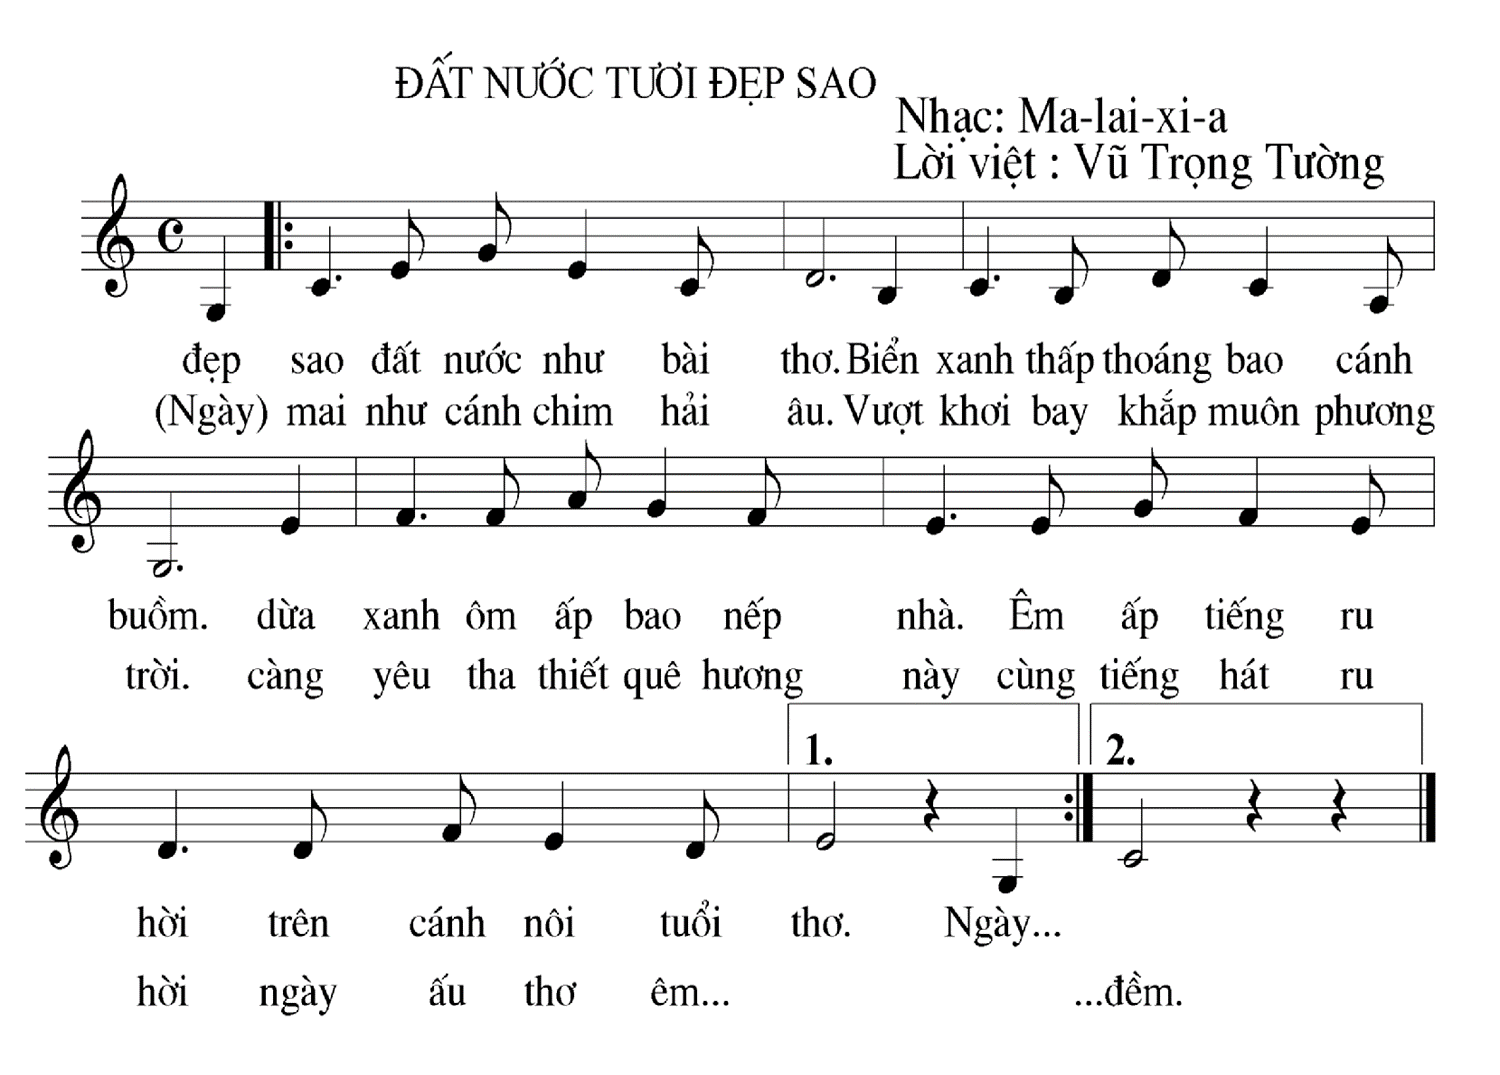 ĐẤT NƯỚC TƯƠI ĐẸP SAO
Nhạc: Ma-lai-xi-a
Lời việt : Vũ Trọng Tường
đẹp sao đất nước như bài thơ. Biển xanh thấp thoáng bao cánh
(Ngày) mai như cánh chim hải âu. Vượt khơi bay khắp muôn phương
buồm. dừa xanh ôm ấp bao nếp nhà. Êm ấp tiếng ru
trời. càng yêu tha thiết quê hương này cùng tiếng hát ru
1. 2.
hời trên cánh nôi tuổi thơ. Ngày...
hời ngày ấu thơ êm... ...đềm.